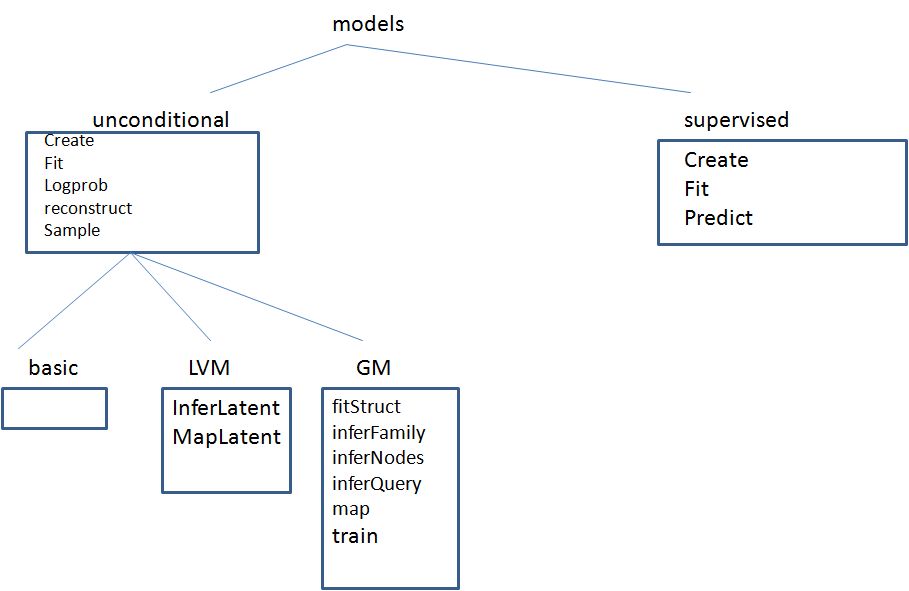 models
unconditional
Create
Fit
Logprob
reconstruct
Sample
supervised
Create
Fit
Predict
basic
LVM
InferLatent
MapLatent
GM
fitStruct
inferFamily
inferNodes
inferQuery
map
train